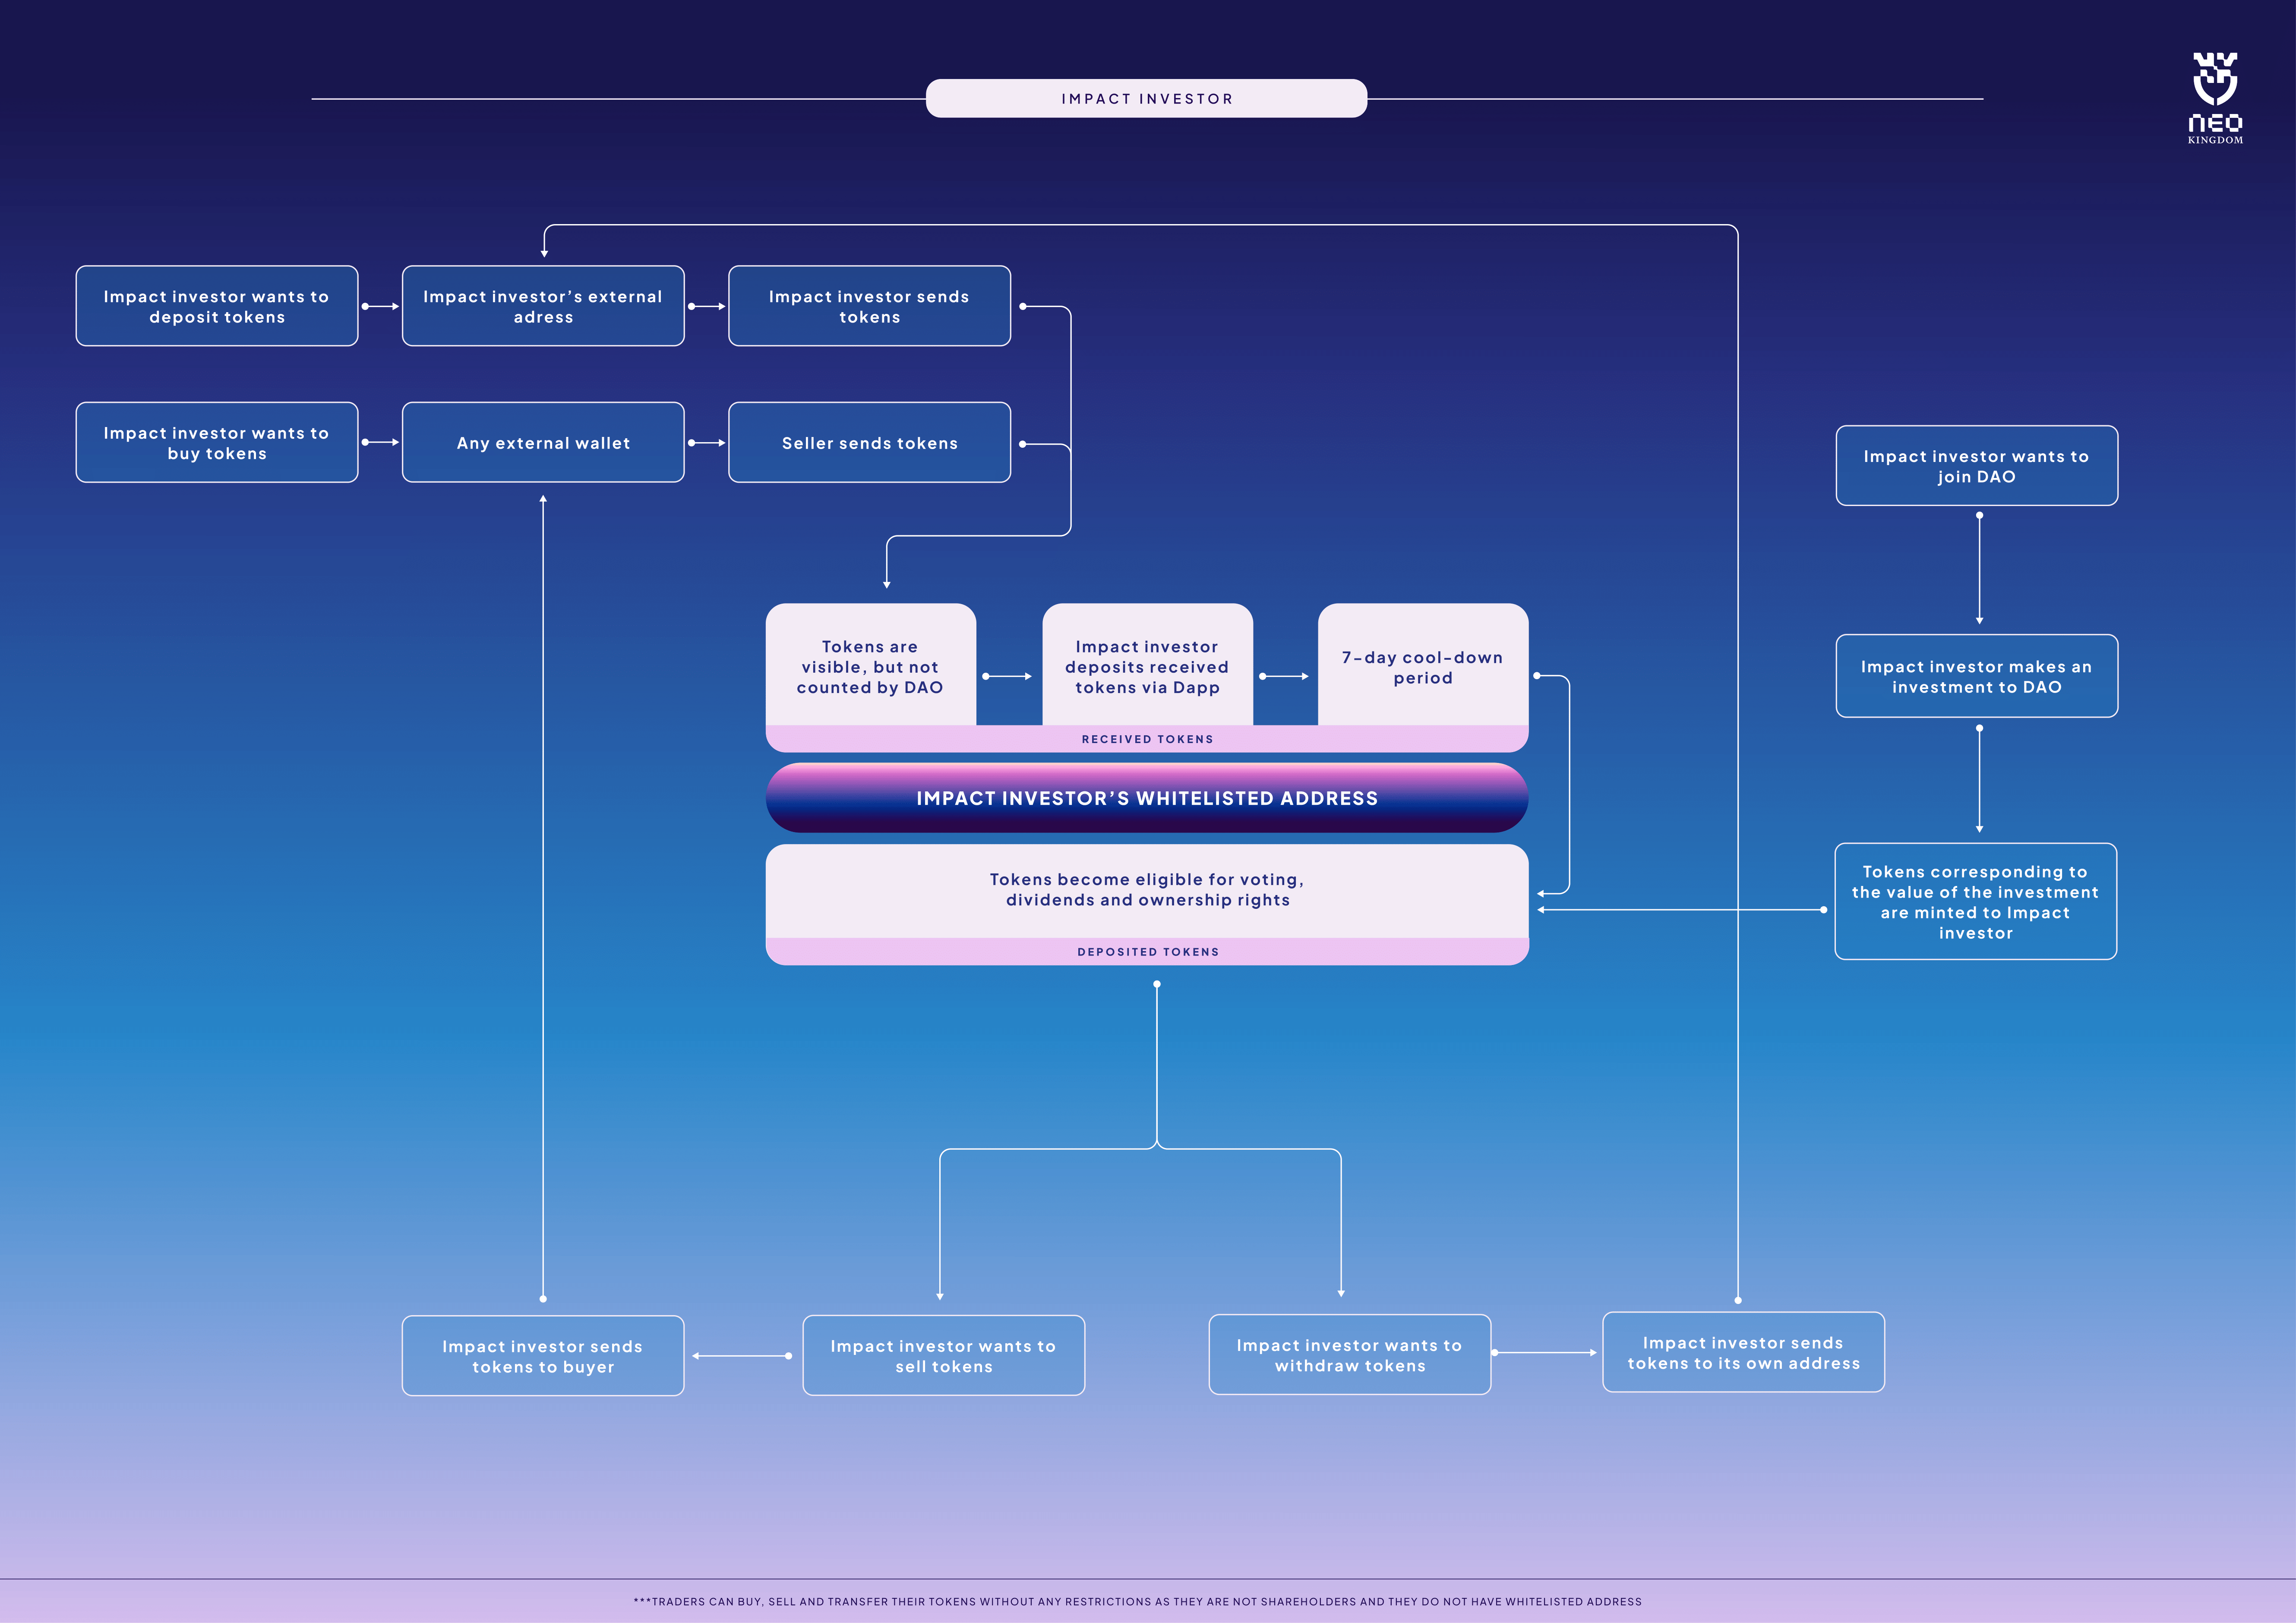 IMPACT INVESTOR
NEO
KINGDOM
Impact investor wants to
deposit tokens
Impact investor's external
adress
Impact investor sends
tokens
Impact investor wants to
buy tokens
Any external wallet
Seller sends tokens
Impact investor wants to
join DAO
Impact investor makes an
investment to DAO
Tokens corresponding to
the value of the investment
are minted to Impact
investor
Tokens are
visible, but not
counted by DAO
Impact investor
deposits received
tokens via Dapp
7-day cool-down
period
RECEIVED TOKENS
IMPACT INVESTOR'S WHITELISTED ADDRESS
Tokens become eligible for voting,
dividends and ownership rights
DEPOSITED TOKENS
Impact investor sends
tokens to buyer
Impact investor wants to
sell tokens
Impact investor wants to
withdraw tokens
Impact investor sends
tokens to its own address
***TRADERS CAN BUY, SELL AND TRANSFER THEIR TOKENS WITHOUT ANY RESTRICTIONS AS THEY ARE NOT SHAREHOLDERS AND THEY DO NOT HAVE WHITELISTED ADDRESS